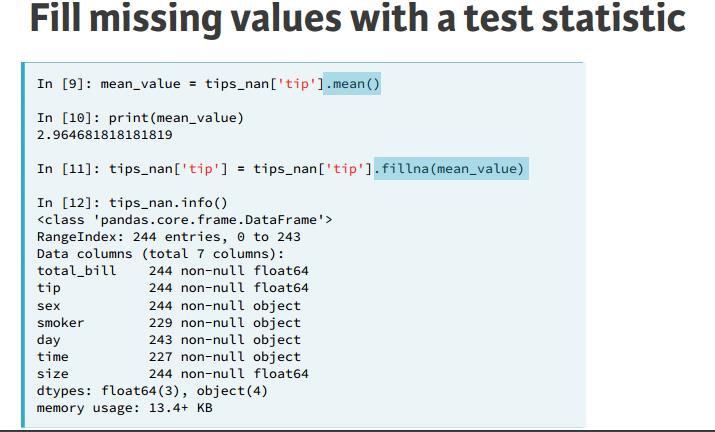 Fill missing values with a test statistic
In [9]: mean_value = tips_nan['tip'].mean()
In [10]: print(mean_value)
2.964681818181819
In [11]: tips_nan['tip'] = tips_nan['tip'].fillna(mean_value)
In [12]: tips_nan.info()
<class 'pandas.core.frame.DataFrame'>
RangeIndex: 244 entries, 0 to 243
Data columns (total 7 columns):
total_bill    244 non-null float64
tip           244 non-null float64
sex           244 non-null object
smoker        229 non-null object
day           243 non-null object
time          227 non-null object
size          244 non-null float64
dtypes: float64(3), object(4)
memory usage: 13.4+ KB